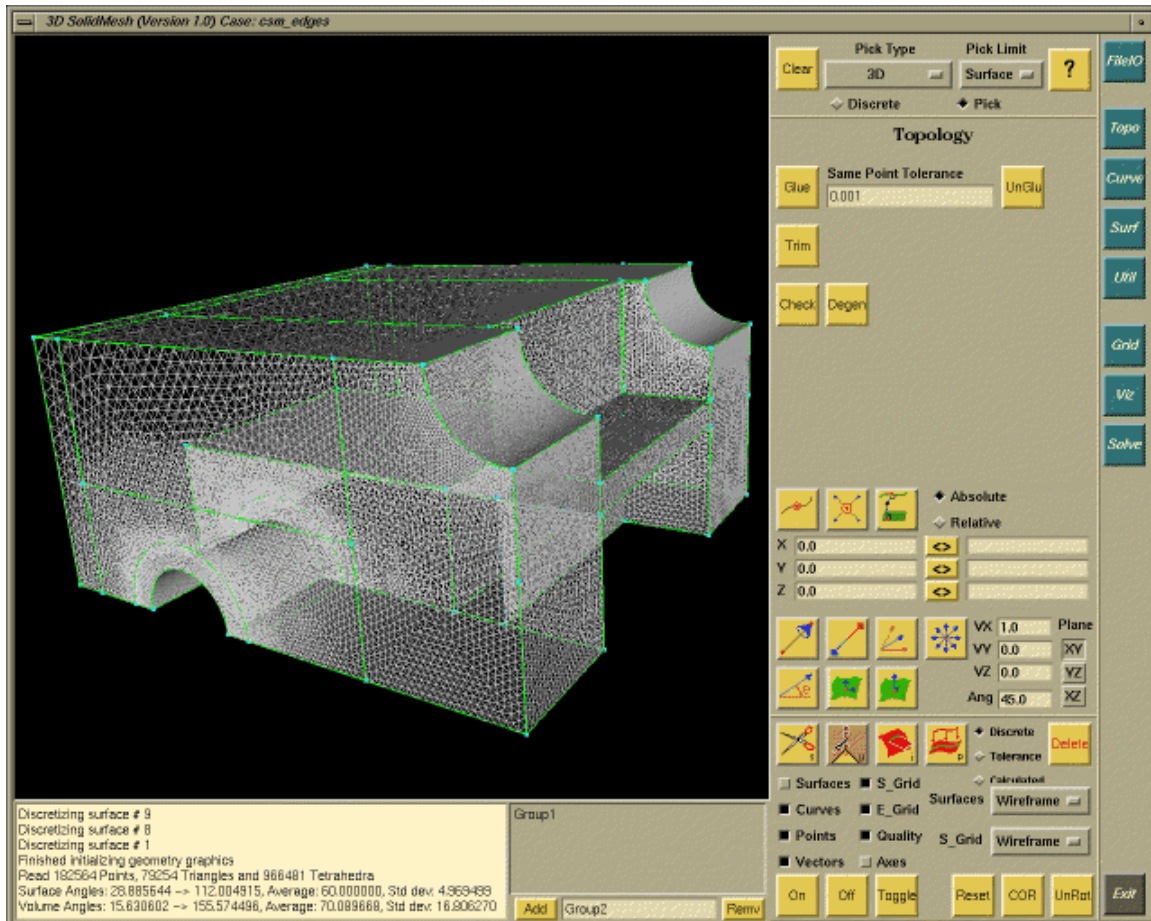 3D SolidMesh (Version 1.0) Case: csm_edges
Clear
Pick Type
Pick Limit
3D
Surface
?
Discrete
Pick
FileIO
Topology
Topo
Glue
Same Point Tolerance
0.001
UnGlu
Curve
Trim
Surf
Util
Check
Degen
Grid
Viz
Solve
Absolute
Relative
X 0.0 <>
Y 0.0 <>
Z 0.0 <>
VX 1.0 Plane
VY 0.0 XY
VZ 0.0 YZ
Ang 45.0 XZ
Discrete
Tolerance
Calculated
Delete
Surfaces S_Grid Surfaces Wireframe
Curves E_Grid
Points Quality S_Grid Wireframe
Vectors Axes
On Off Toggle Reset COR UnRot Exit
Discretizing surface # 9
Discretizing surface # 8
Discretizing surface # 1
Finished initializing geometry graphics
Read 182564 Points, 79254 Triangles and 966481 Tetrahedra
Surface Angles: 28.885644 -> 112.004915, Average: 60.000000, Std dev: 4.969499
Volume Angles: 15.630602 -> 155.574496, Average: 70.089668, Std dev: 16.806270
Group1
Add Group2 Remv